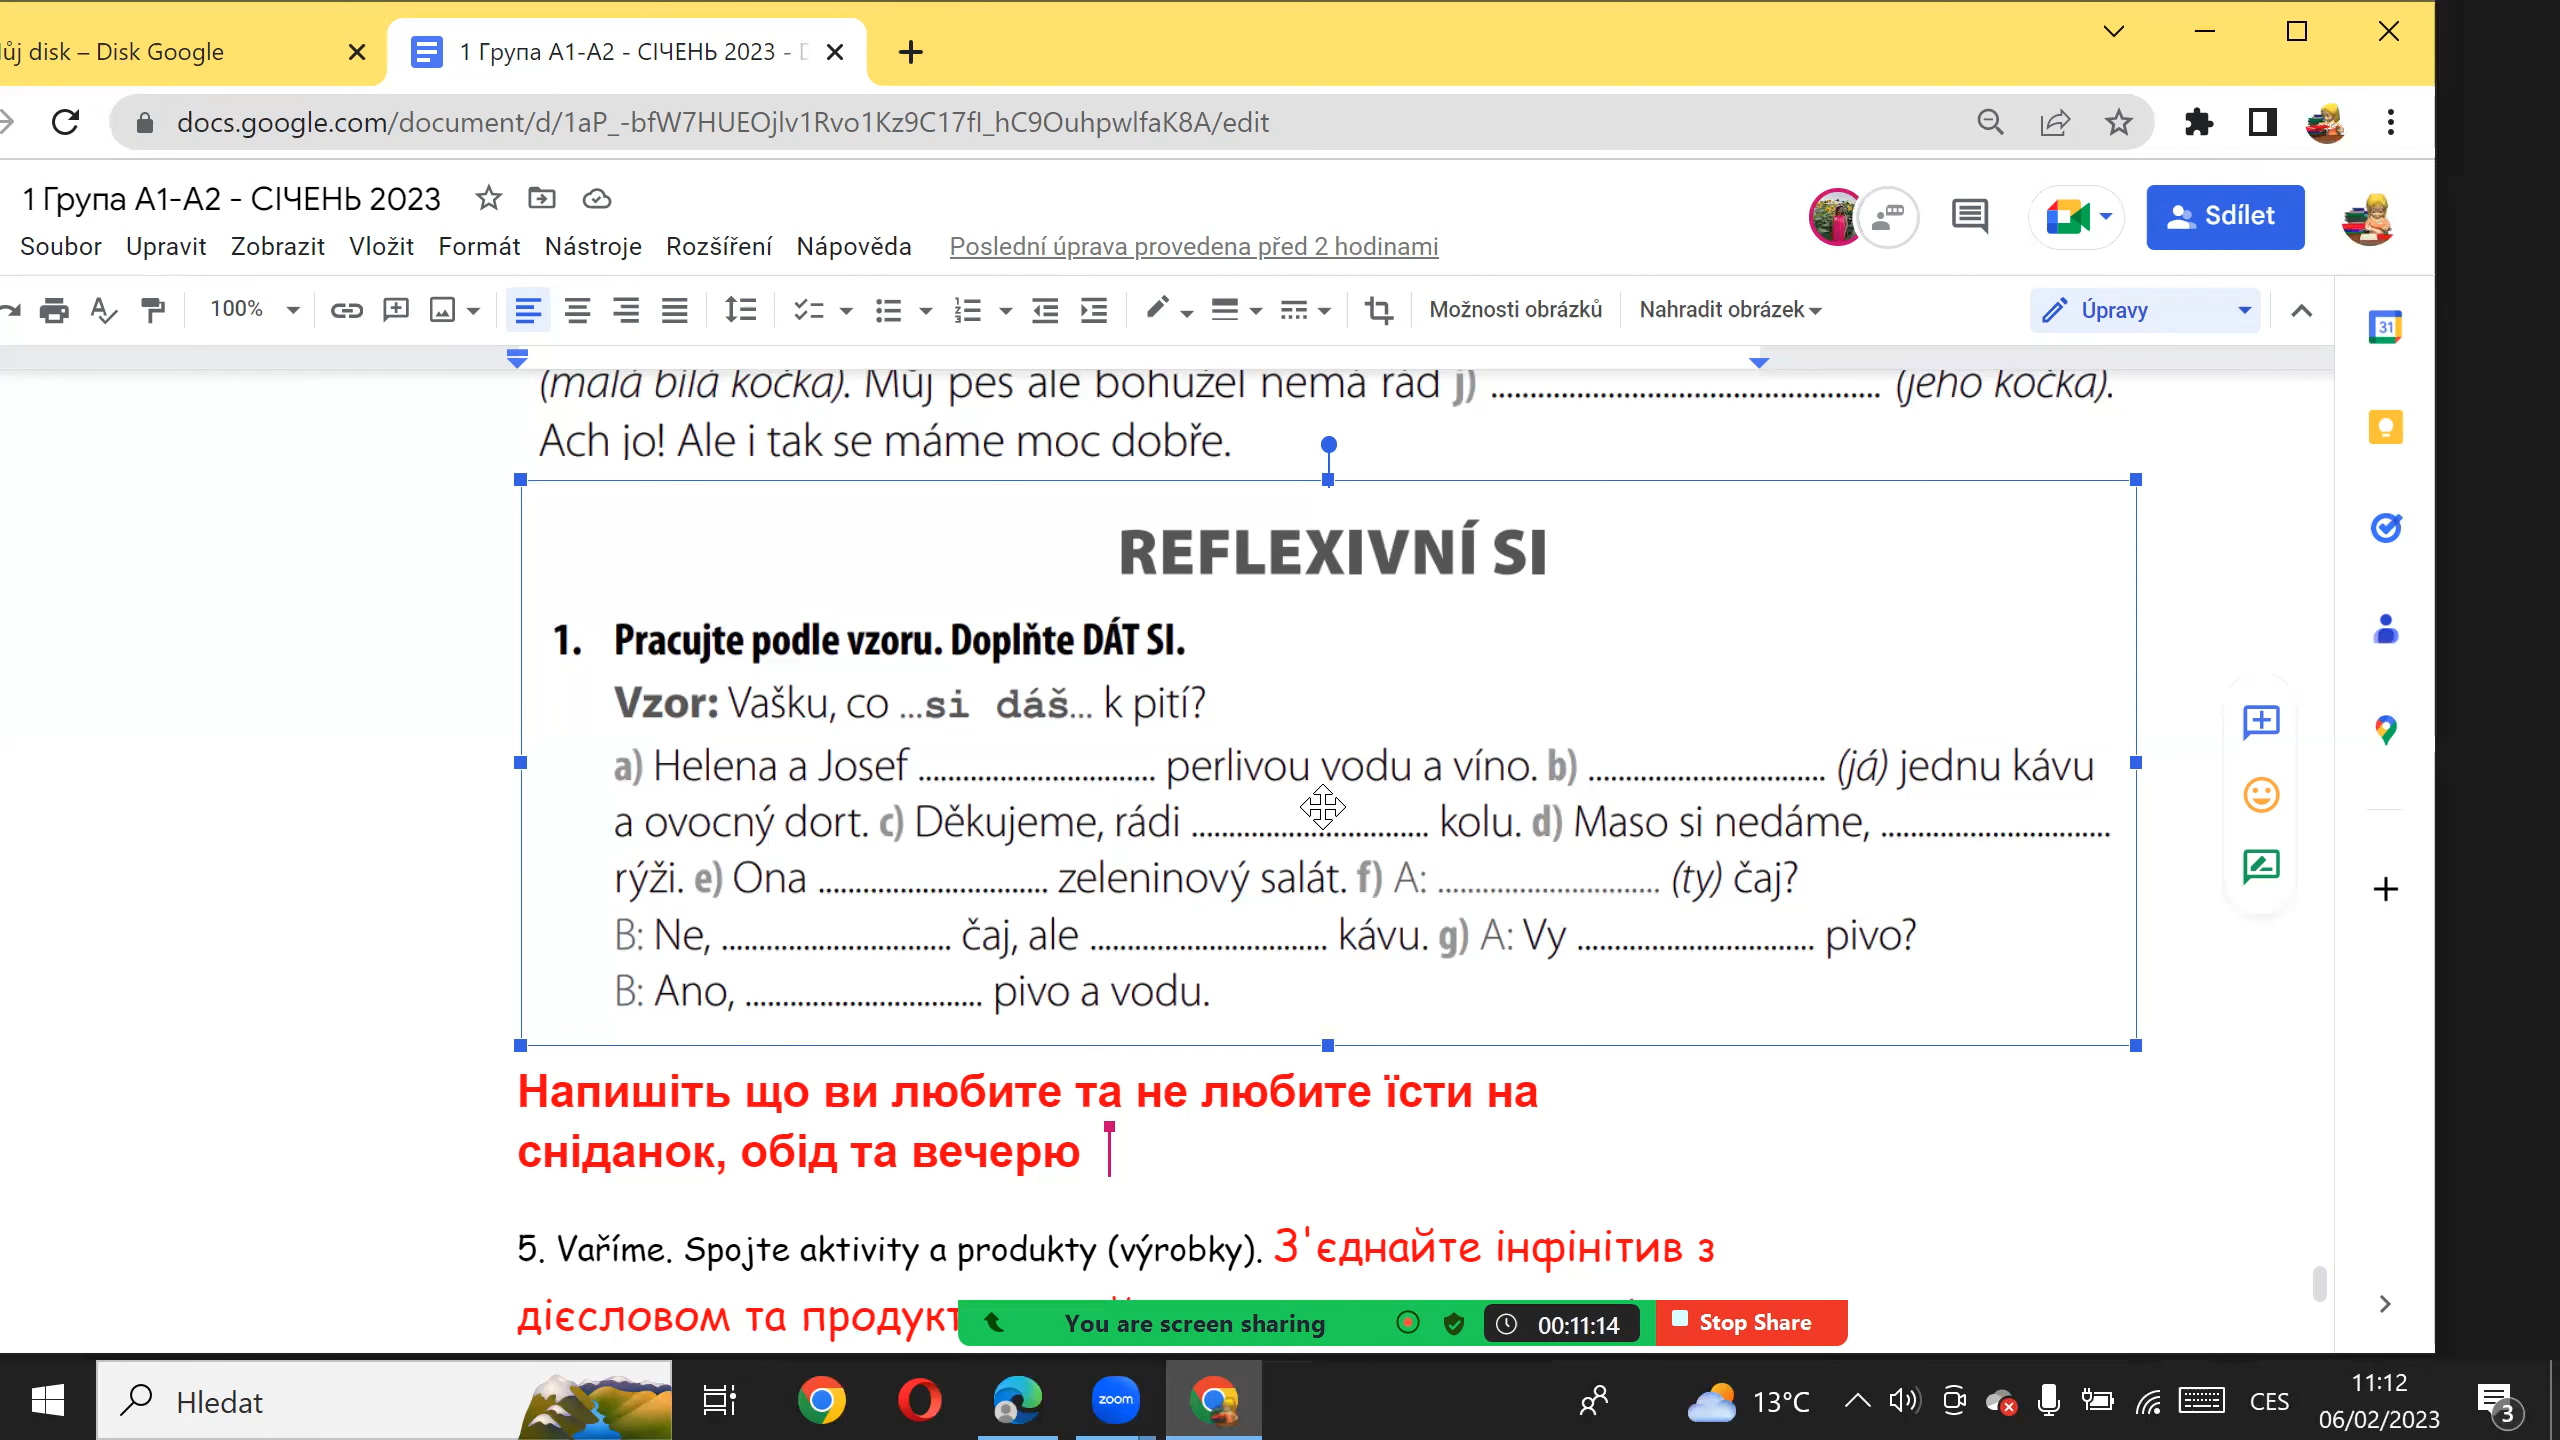 ůj disk – Disk Google
1 Група А1-А2 - СІЧЕНЬ 2023 -
docs.google.com/document/d/1aP_-bfW7HUEOjlv1Rvo1Kz9C17fI_hC9OuhpwlfaK8A/edit
1 Група А1-А2 - СІЧЕНЬ 2023
Sdílet
Soubor Upravit Zobrazit Vložit Formát Nástroje Rozšíření Nápověda Poslední úprava provedena před 2 hodinami
100% Možnosti obrázků Nahradit obrázek Úpravy
31
(malá bílá kočka). Můj pes ale bohužel nemá rád j) ........................................ (jeho kočka).
Ach jo! Ale i tak se máme moc dobře.
REFLEXIVNÍ SI
1. Pracujte podle vzoru. Doplňte DÁT SI.
Vzor: Vašku, co ...si dáš... k pití?
a) Helena a Josef ................................ perlivou vodu a víno. b) ................................ (já) jednu kávu
a ovocný dort. c) Děkujeme, rádi ................................ kolu. d) Maso si nedáme, ................................
rýži. e) Ona ................................ zeleninový salát. f) A: ................................ (ty) čaj?
B: Ne, ................................ čaj, ale ................................ kávu. g) A: Vy ................................ pivo?
B: Ano, ................................ pivo a vodu.
Напишіть що ви любите та не любите їсти на
сніданок, обід та вечерю
5. Vaříme. Spojte aktivity a produkty (výrobky). З'єднайте інфінітив з
дієсловом та продукт
You are screen sharing 00:11:14 Stop Share
Hledat zoom 13°C CES 11:12
06/02/2023 3